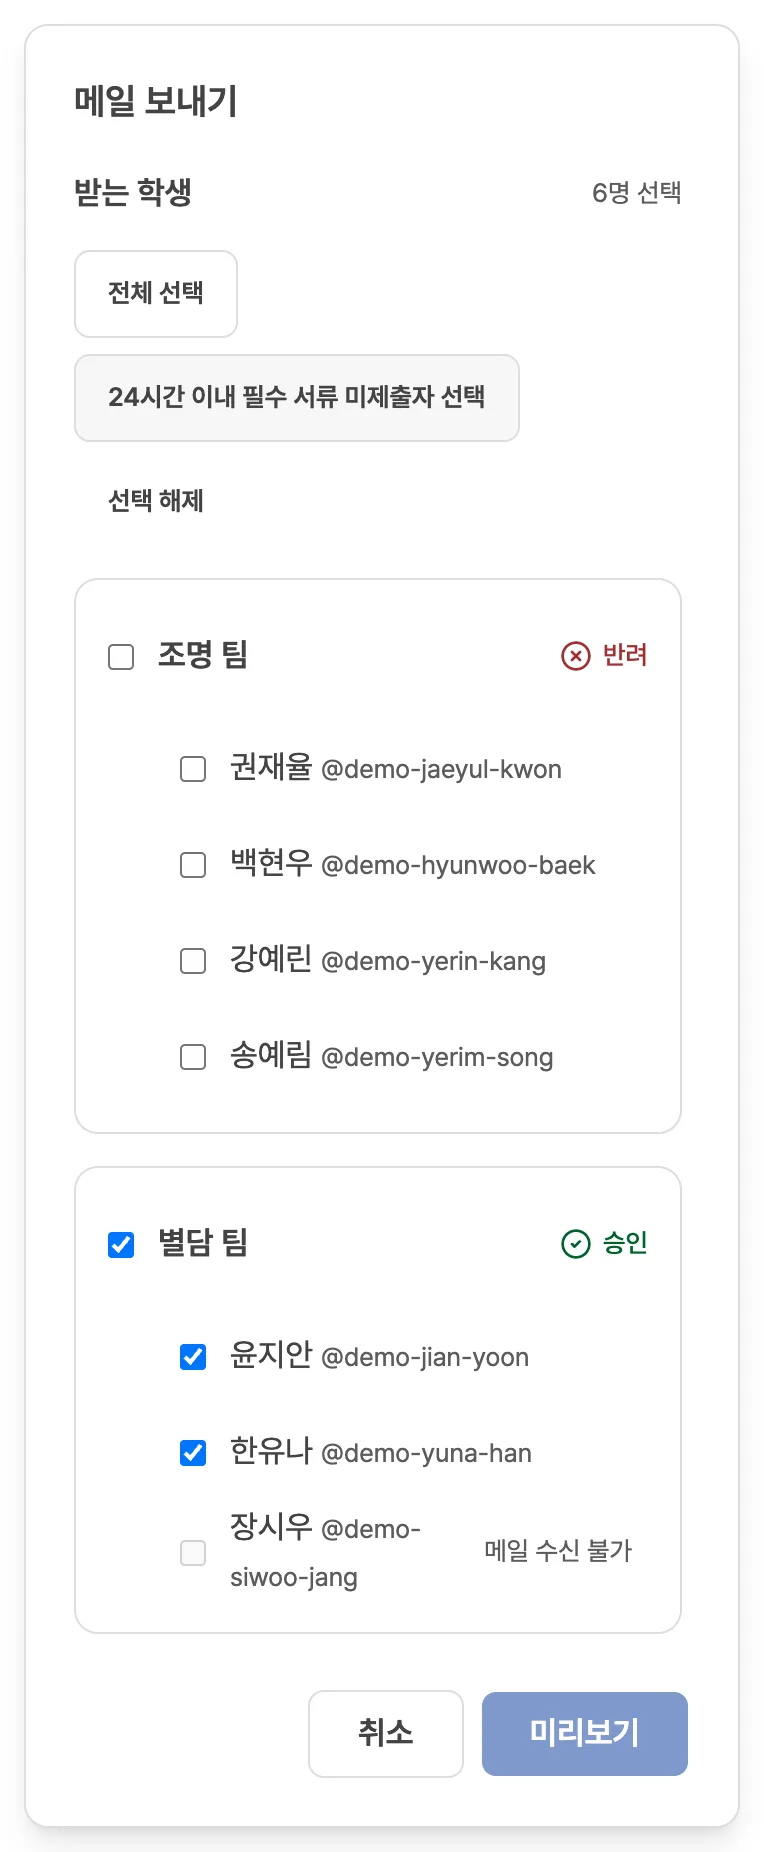 메일 보내기
받는 학생 6명 선택
전체 선택
24시간 이내 필수 서류 미제출자 선택
선택 해제
조명 팀 반려
권재율 @demo-jaeyul-kwon
백현우 @demo-hyunwoo-baek
강예린 @demo-yerin-kang
송예림 @demo-yerim-song
별담 팀 승인
윤지안 @demo-jian-yoon
한유나 @demo-yuna-han
장시우 @demo-
siwoo-jang
메일 수신 불가
취소 미리보기